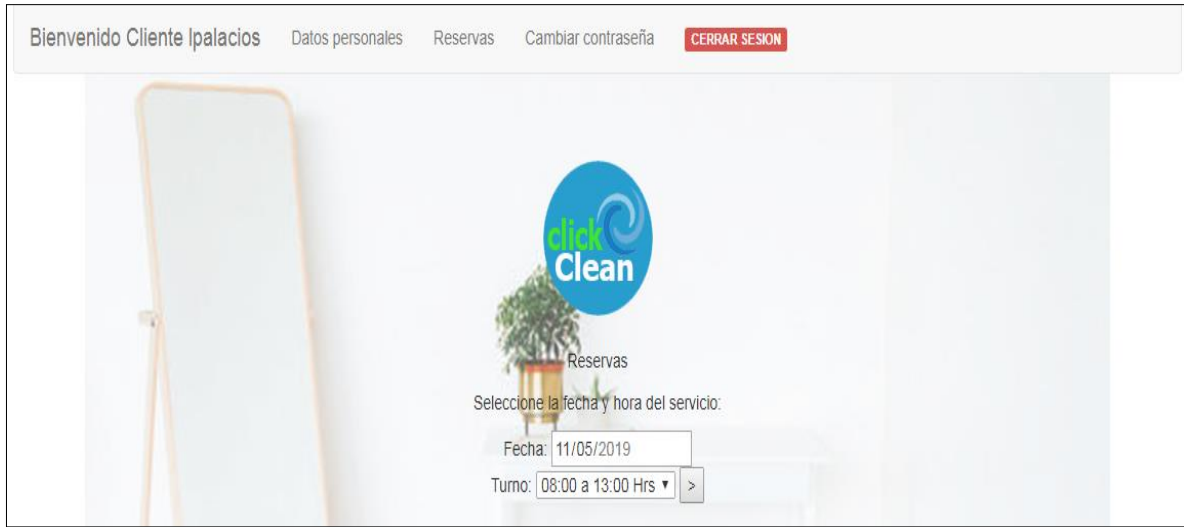 Bienvenido Cliente Ipalacios Datos personales Reservas Cambiar contraseña CERRAR SESION
click
Clean
Reservas
Seleccione la fecha y hora del servicio:
Fecha: 11/05/2019
Turno: 08:00 a 13:00 Hrs ▾ >